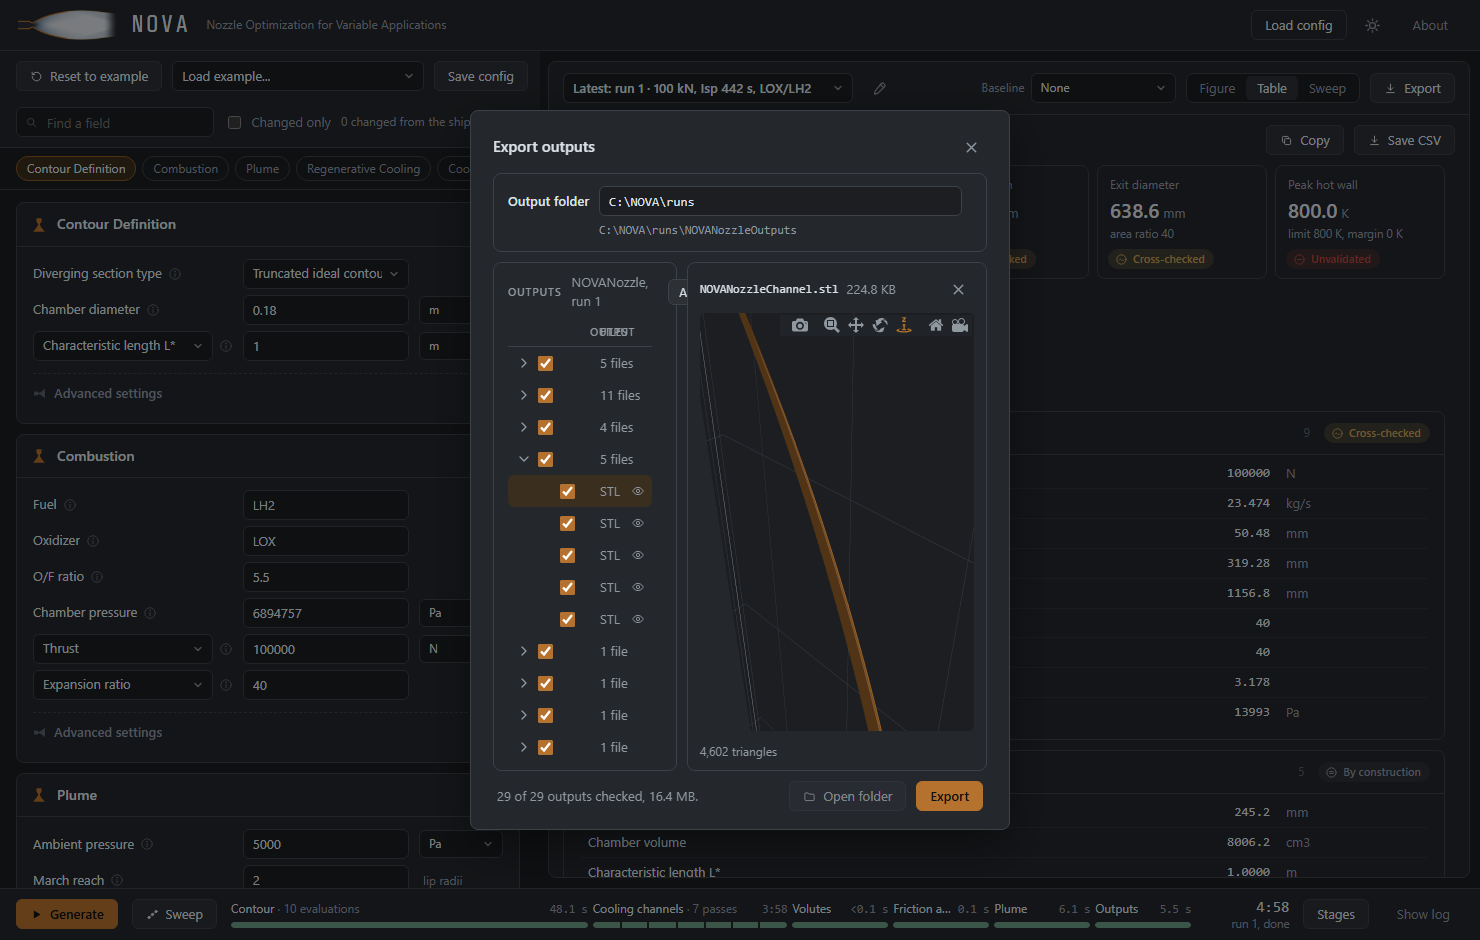 NOVA
Nozzle Optimization for Variable Applications
Load config
About
Reset to example
Load example...
Save config
Latest: run 1 · 100 kN, Isp 442 s, LOX/LH2
Baseline
None
Figure
Table
Sweep
Export
Find a field
Changed only
0 changed from the ship
Copy
Save CSV
Contour Definition
Combustion
Plume
Regenerative Cooling
Coo
Contour Definition
Diverging section type
Truncated ideal contou
Chamber diameter
0.18
m
Characteristic length L*
1
m
Advanced settings
Combustion
Fuel
LH2
Oxidizer
LOX
O/F ratio
5.5
Chamber pressure
6894757
Pa
Thrust
100000
N
Expansion ratio
40
Advanced settings
Plume
Ambient pressure
5000
Pa
March reach
2
lip radii
Export outputs
Output folder
C:\NOVA\runs
C:\NOVA\runs\NOVANozzleOutputs
OUTPUTS
NOVANozzle,
run 1
A
5 files
11 files
4 files
5 files
STL
STL
STL
STL
STL
1 file
1 file
1 file
1 file
NOVANozzleChannel.stl
224.8 KB
4,602 triangles
29 of 29 outputs checked, 16.4 MB.
Open folder
Export
m
ked
Exit diameter
638.6 mm
area ratio 40
Cross-checked
Peak hot wall
800.0 K
limit 800 K, margin 0 K
Unvalidated
9
Cross-checked
100000 N
23.474 kg/s
50.48 mm
319.28 mm
1156.8 mm
40
40
3.178
13993 Pa
5
By construction
245.2 mm
Chamber volume
8006.2 cm3
Characteristic length L*
1.0000 m
Generate
Sweep
Contour · 10 evaluations
48.1 s
Cooling channels · 7 passes
3:58
Volutes
<0.1 s
Friction a...
0.1 s
Plume
6.1 s
Outputs
5.5 s
4:58
run 1, done
Stages
Show log